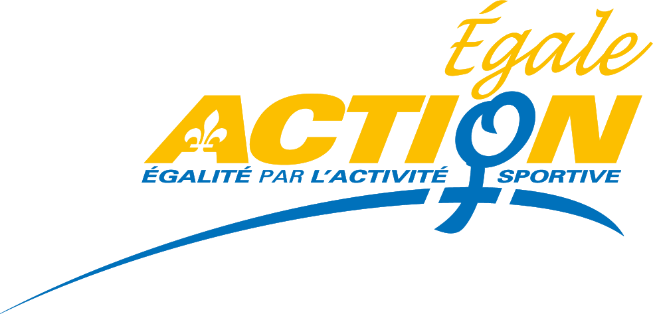 Égale
ACTION
ÉGALITÉ PAR L'ACTIVITÉ SPORTIVE